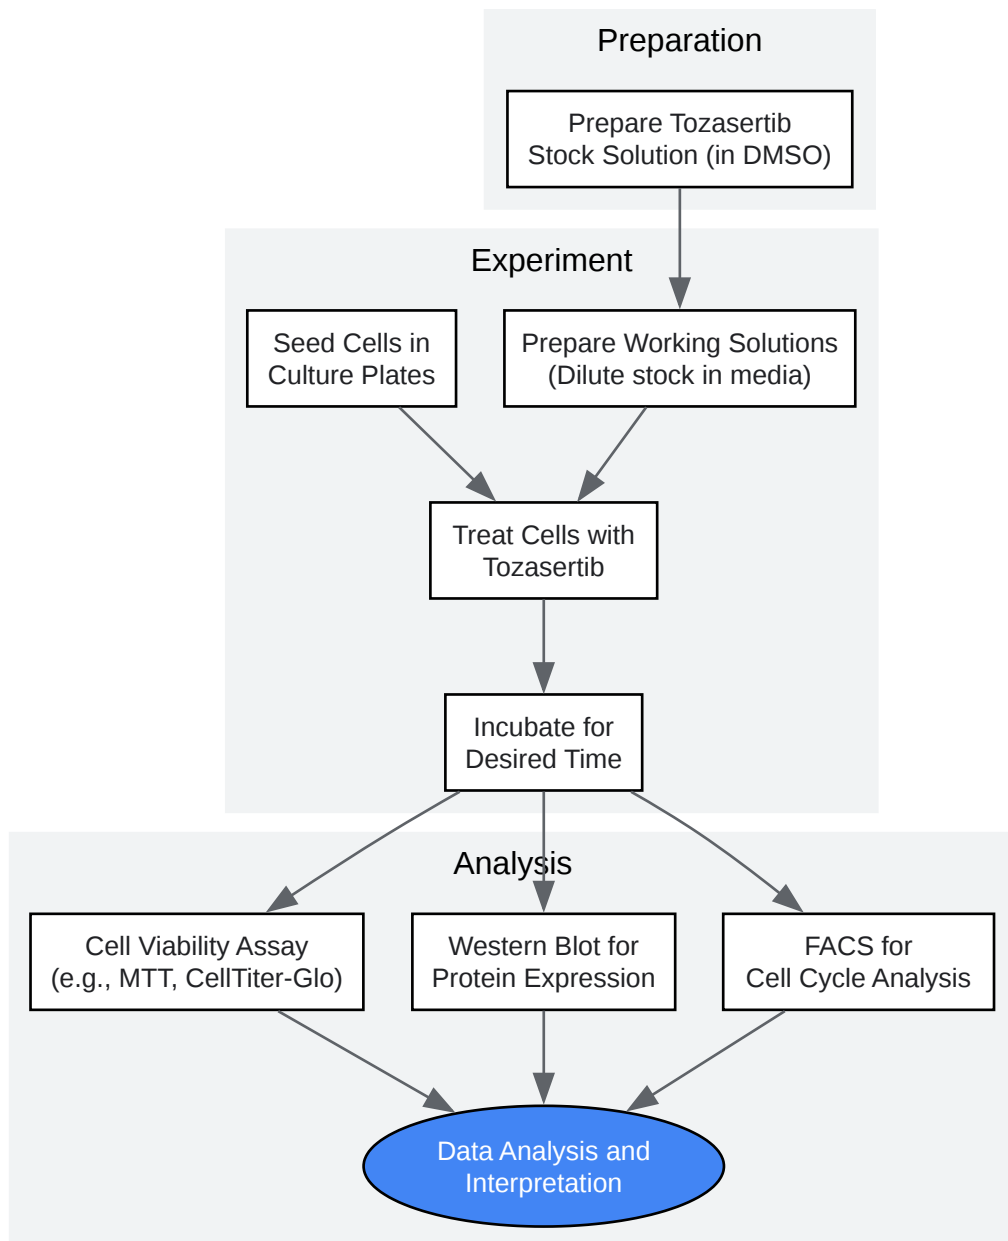 Preparation
Prepare Tozasertib
Stock Solution (in DMSO)
Experiment
Seed Cells in
Culture Plates
Prepare Working Solutions
(Dilute stock in media)
Treat Cells with
Tozasertib
Incubate for
Desired Time
Analysis
Cell Viability Assay
(e.g., MTT, CellTiter-Glo)
Western Blot for
Protein Expression
FACS for
Cell Cycle Analysis
Data Analysis and
Interpretation